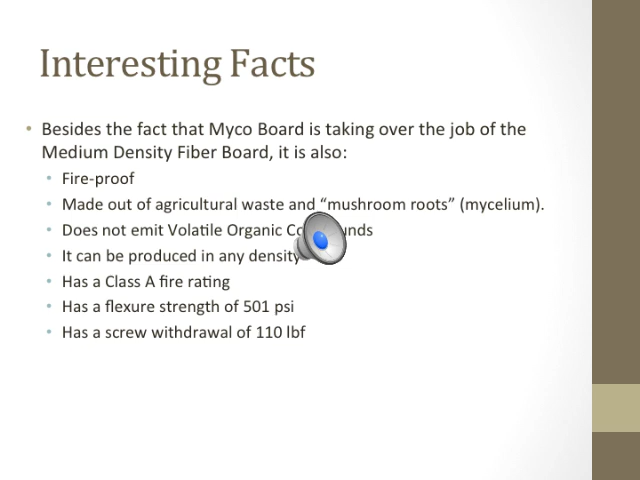 Interesting Facts
• Besides the fact that Myco Board is taking over the job of the
Medium Density Fiber Board, it is also:
• Fire-proof
• Made out of agricultural waste and “mushroom roots” (mycelium).
• Does not emit Volatile Organic
• It can be produced in any density
• Has a Class A fire rating
• Has a flexure strength of 501 psi
• Has a screw withdrawal of 110 lbf